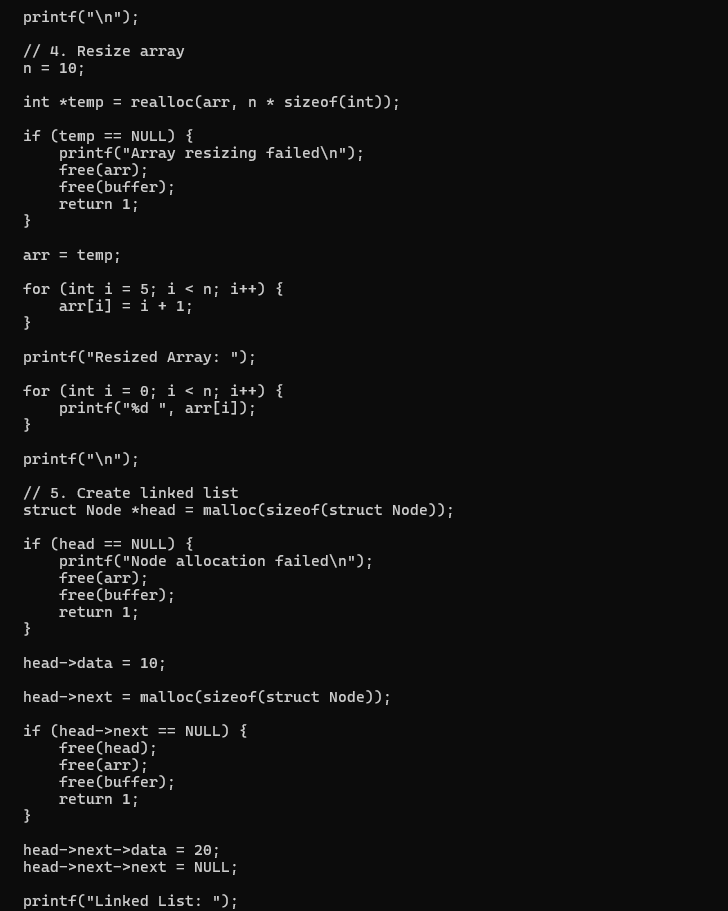 printf("\n");
// 4. Resize array
n = 10;
int *temp = realloc(arr, n * sizeof(int));
if (temp == NULL) {
    printf("Array resizing failed\n");
    free(arr);
    free(buffer);
    return 1;
}
arr = temp;
for (int i = 5; i < n; i++) {
    arr[i] = i + 1;
}
printf("Resized Array: ");
for (int i = 0; i < n; i++) {
    printf("%d ", arr[i]);
}
printf("\n");
// 5. Create linked list
struct Node *head = malloc(sizeof(struct Node));
if (head == NULL) {
    printf("Node allocation failed\n");
    free(arr);
    free(buffer);
    return 1;
}
head->data = 10;
head->next = malloc(sizeof(struct Node));
if (head->next == NULL) {
    free(head);
    free(arr);
    free(buffer);
    return 1;
}
head->next->data = 20;
head->next->next = NULL;
printf("Linked List: ");